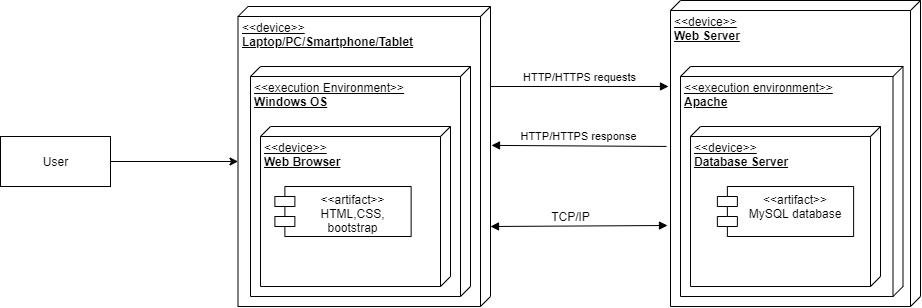 User
<<device>>
Laptop/PC/Smartphone/Tablet
<<execution Environment>>
Windows OS
<<device>>
Web Browser
<<artifact>>
HTML,CSS,
bootstrap
HTTP/HTTPS requests
HTTP/HTTPS response
TCP/IP
<<device>>
Web Server
<<execution environment>>
Apache
<<device>>
Database Server
<<artifact>>
MySQL database